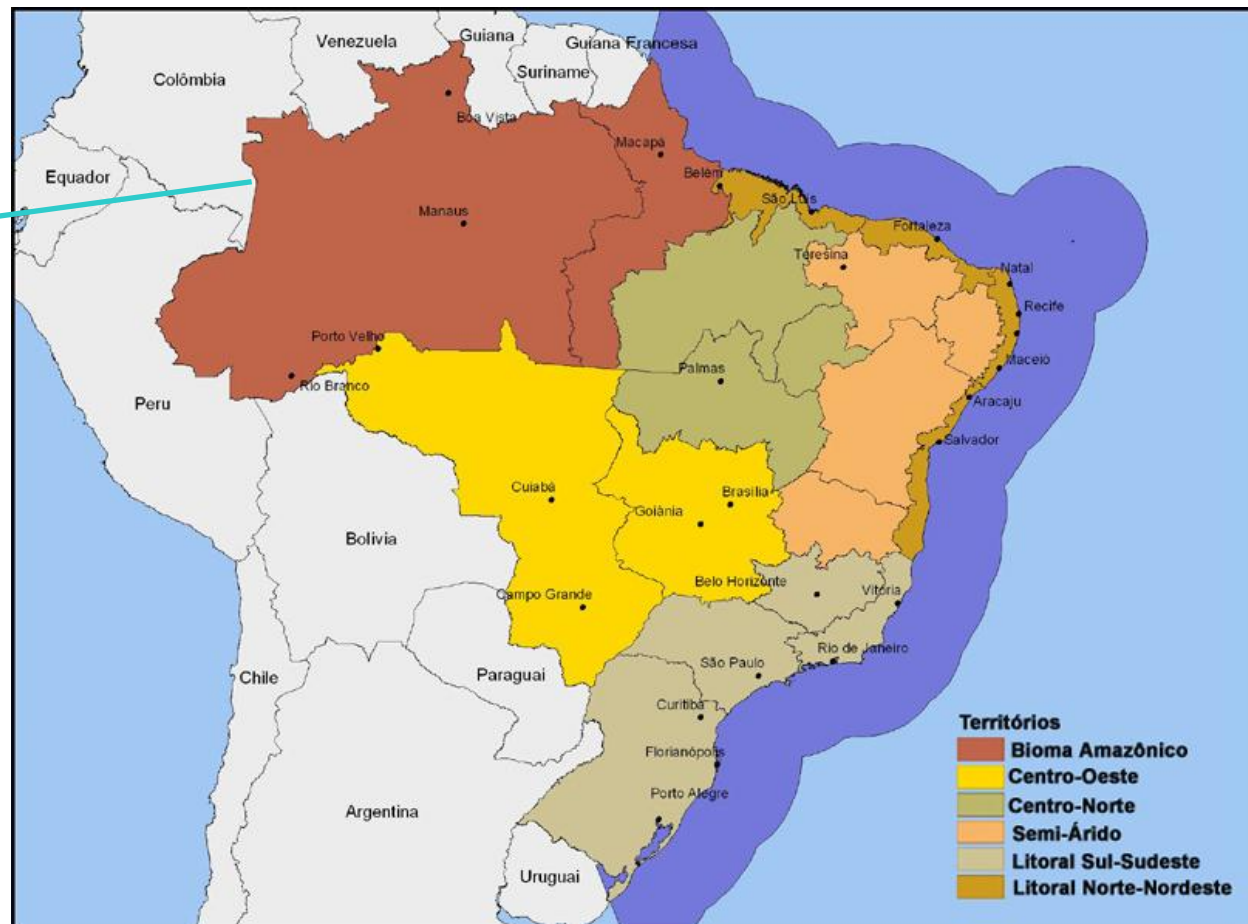 Venezuela
Guiana
Guiana Francesa
Suriname
Colômbia
Boa Vista
Macapá
Equador
Belém
São Luis
Manaus
Fortaleza
Teresina
Natal
Recife
Porto Velho
Maceió
Palmas
Rio Branco
Peru
Aracaju
Salvador
Cuiabá
Brasília
Goiânia
Bolivia
Belo Horizonte
Vitória
Campo Grande
Rio de Janeiro
São Paulo
Paraguai
Chile
Curitiba
Florianópolis
Porto Alegre
Argentina
Uruguai
Territórios
Bioma Amazônico
Centro-Oeste
Centro-Norte
Semi-Árido
Litoral Sul-Sudeste
Litoral Norte-Nordeste